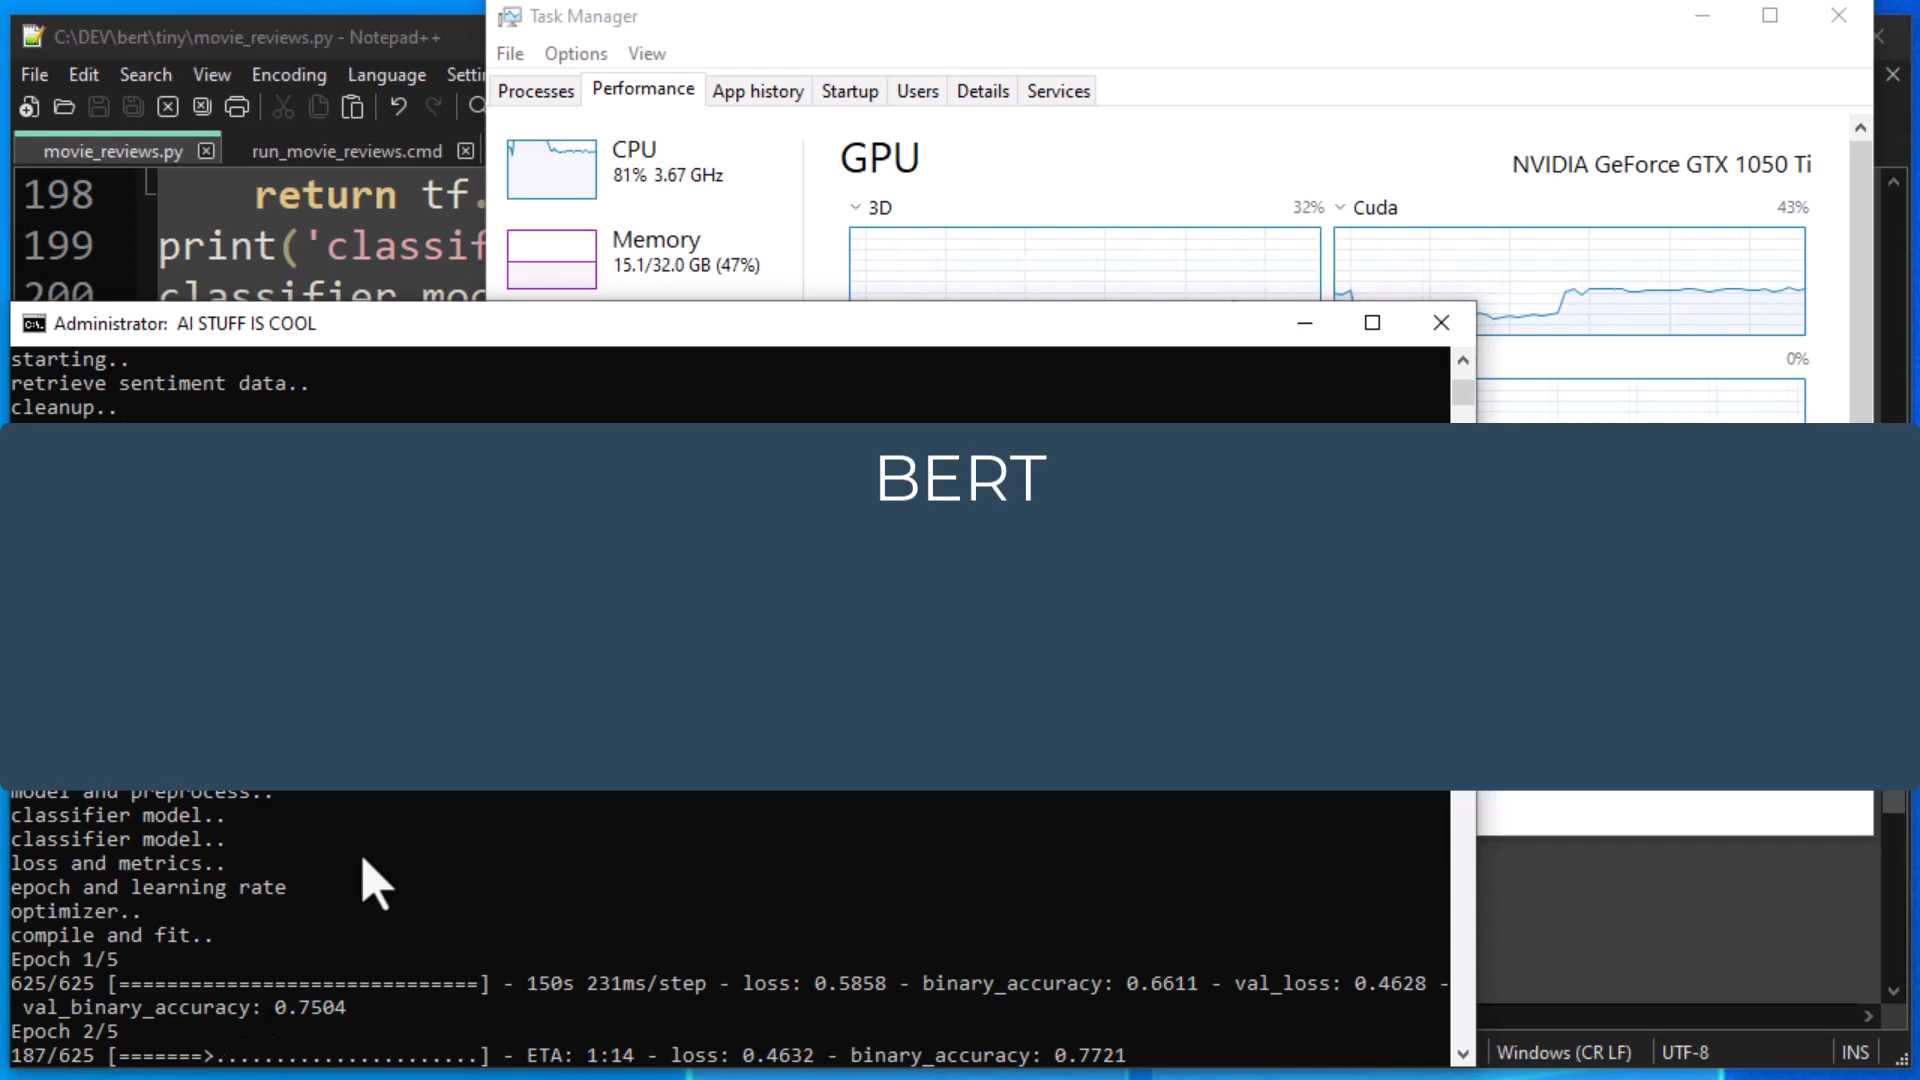 C:\DEV\bert\tiny\movie_reviews.py - Notepad++
File Edit Search View Encoding Language Setti
movie_reviews.py run_movie_reviews.cmd
198 return tf.
199 print('classif
200 classifier_mod
Task Manager
File Options View
Processes Performance App history Startup Users Details Services
CPU
81% 3.67 GHz
Memory
15.1/32.0 GB (47%)
GPU NVIDIA GeForce GTX 1050 Ti
3D 32% Cuda 43%
0%
Administrator: AI STUFF IS COOL
starting..
retrieve sentiment data..
cleanup..
BERT
model and preprocess..
classifier model..
classifier model..
loss and metrics..
epoch and learning rate
optimizer..
compile and fit..
Epoch 1/5
625/625 [==============================] - 150s 231ms/step - loss: 0.5858 - binary_accuracy: 0.6611 - val_loss: 0.4628 -
val_binary_accuracy: 0.7504
Epoch 2/5
187/625 [=======>......................] - ETA: 1:14 - loss: 0.4632 - binary_accuracy: 0.7721
Windows (CR LF) UTF-8 INS